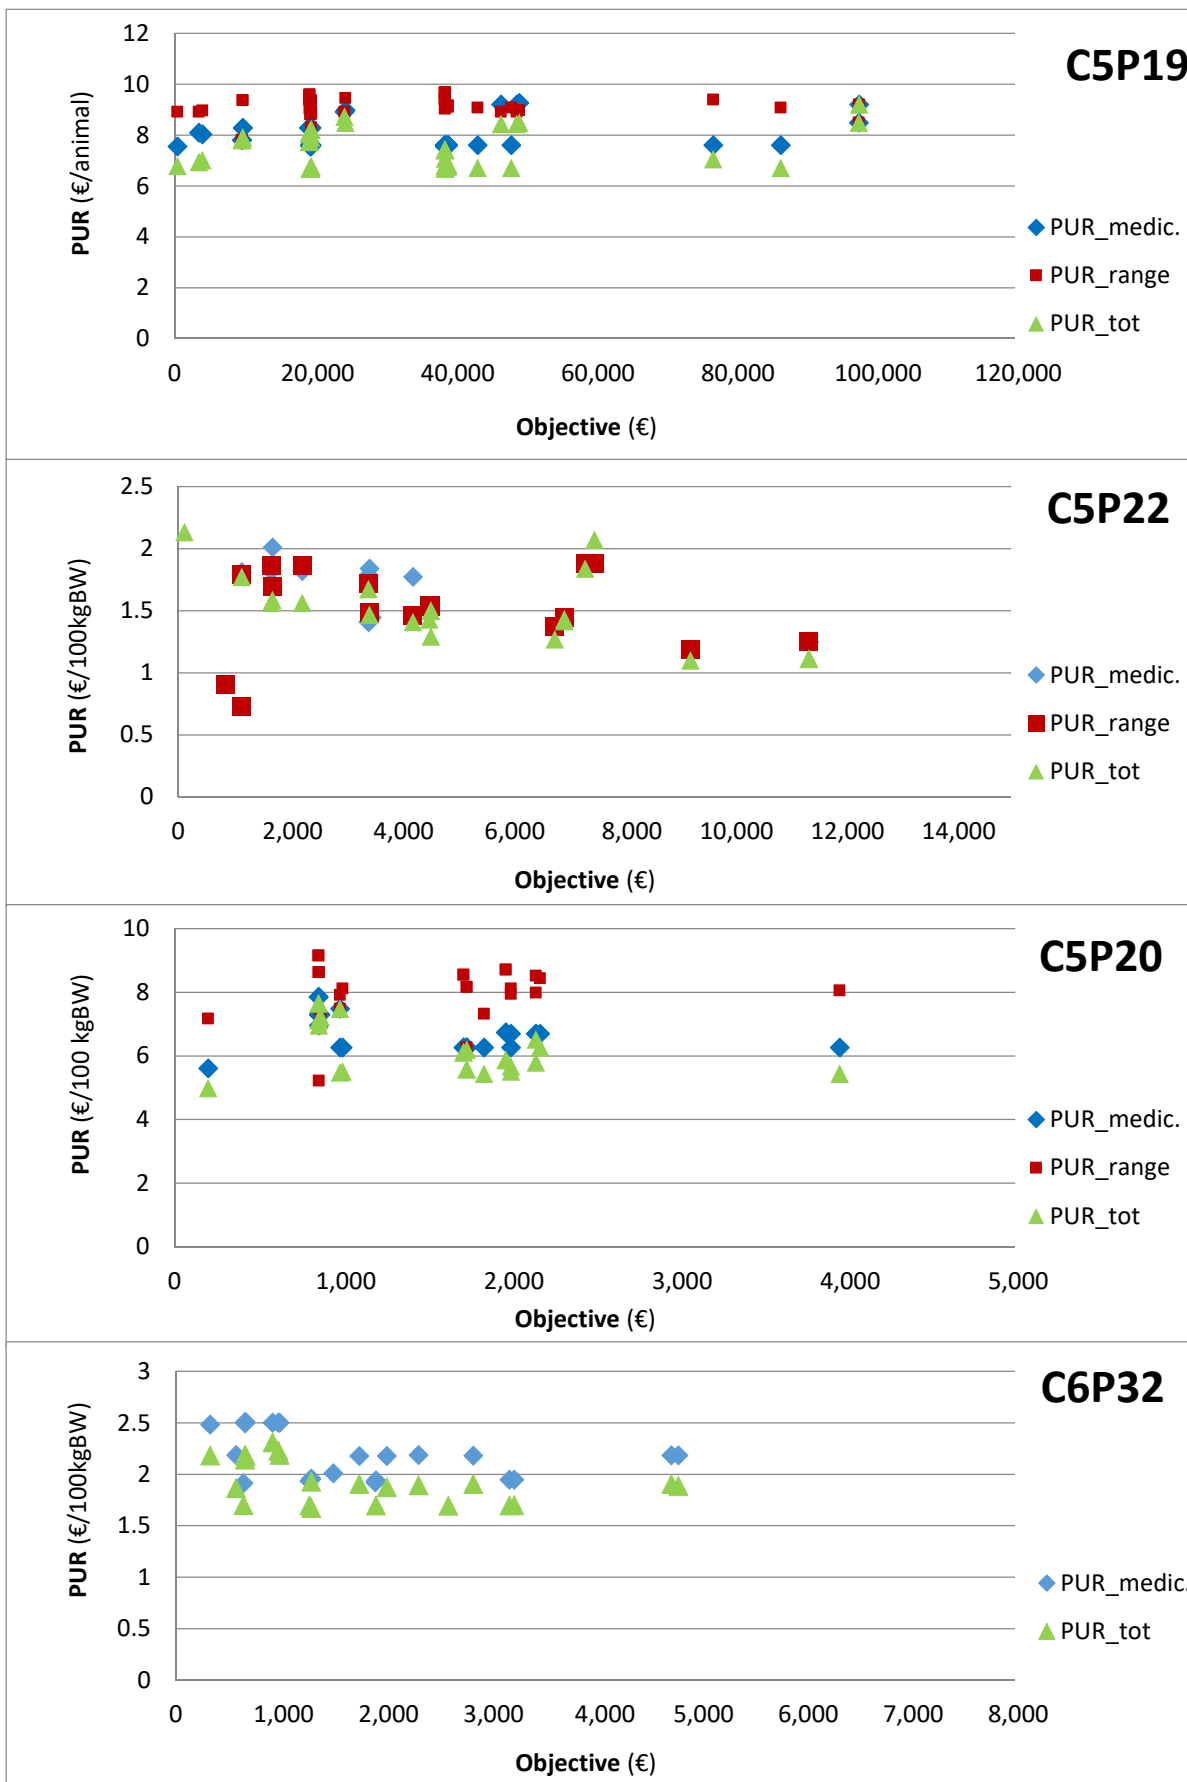 C5P19
PUR (€/animal)
12
10
8
6
4
2
0
0 20,000 40,000 60,000 80,000 100,000 120,000
Objective (€)
PUR_medic.
PUR_range
PUR_tot
C5P22
PUR (€/100kgBW)
2.5
2
1.5
1
0.5
0
0 2,000 4,000 6,000 8,000 10,000 12,000 14,000
Objective (€)
PUR_medic.
PUR_range
PUR_tot
C5P20
PUR (€/100 kgBW)
10
8
6
4
2
0
0 1,000 2,000 3,000 4,000 5,000
Objective (€)
PUR_medic.
PUR_range
PUR_tot
C6P32
PUR (€/100kgBW)
3
2.5
2
1.5
1
0.5
0
0 1,000 2,000 3,000 4,000 5,000 6,000 7,000 8,000
Objective (€)
PUR_medic.
PUR_tot